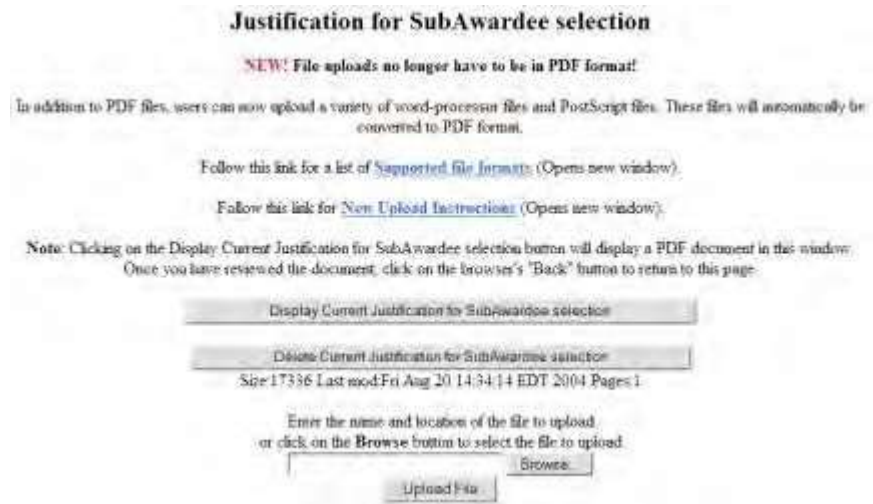 Justification for SubAwardee selection
NEW! File uploads no longer have to be in PDF format!
In addition to PDF files, users can now upload a variety of word-processor files and PostScript files. These files will automatically be
converted to PDF format.
Follow this link for a list of Supported file formats (Opens new window).
Follow this link for New Upload Instructions (Opens new window).
Note: Clicking on the Display Current Justification for SubAwardee selection button will display a PDF document in this window.
Once you have reviewed the document, click on the browser's "Back" button to return to this page.
Display Current Justification for SubAwardee selection
Delete Current Justification for SubAwardee selection
Size:17336 Last mod:Fri Aug 20 14:34:14 EDT 2004 Pages:1
Enter the name and location of the file to upload
or click on the Browse button to select the file to upload
Browse...
Upload File